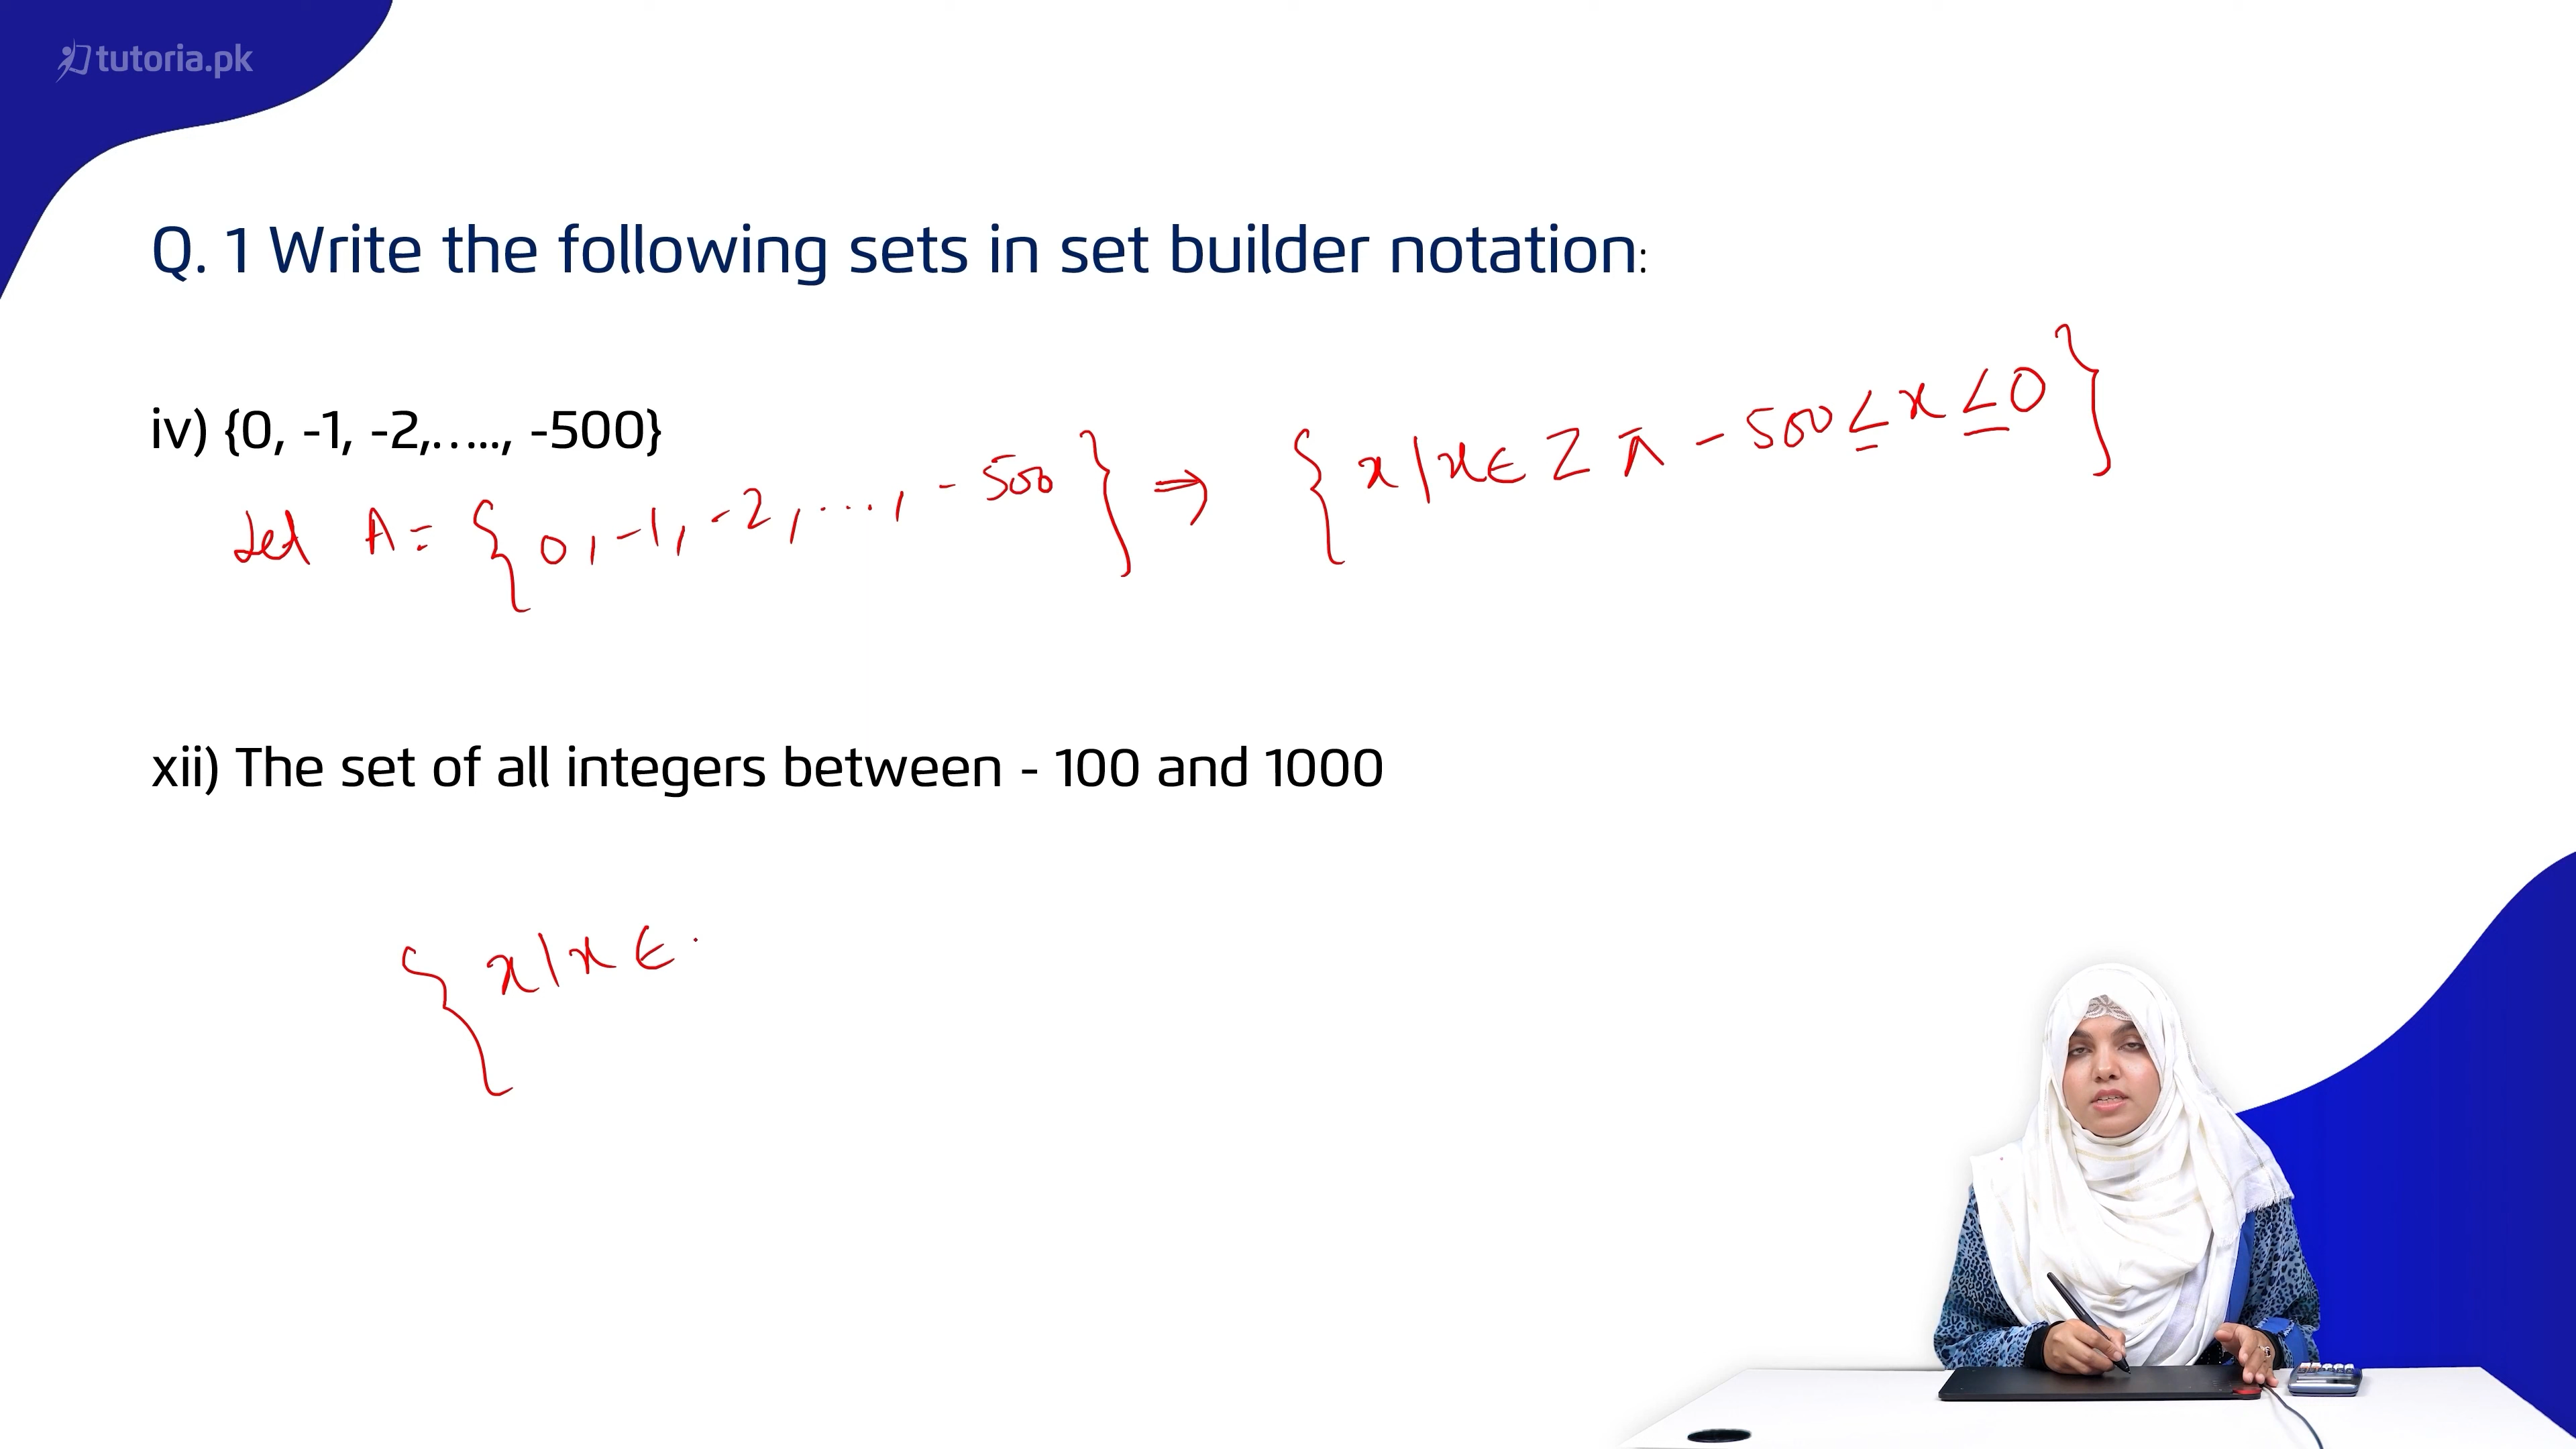 tutoria.pk
Q. 1 Write the following sets in set builder notation:
iv) {0, -1, -2,....., -500}
Let A = { 0, -1, -2, ..., -500 } ⇒ { x / x ∈ Z ∧ - 500 ≤ x ≤ 0 }
xii) The set of all integers between - 100 and 1000
{ x | x ∈